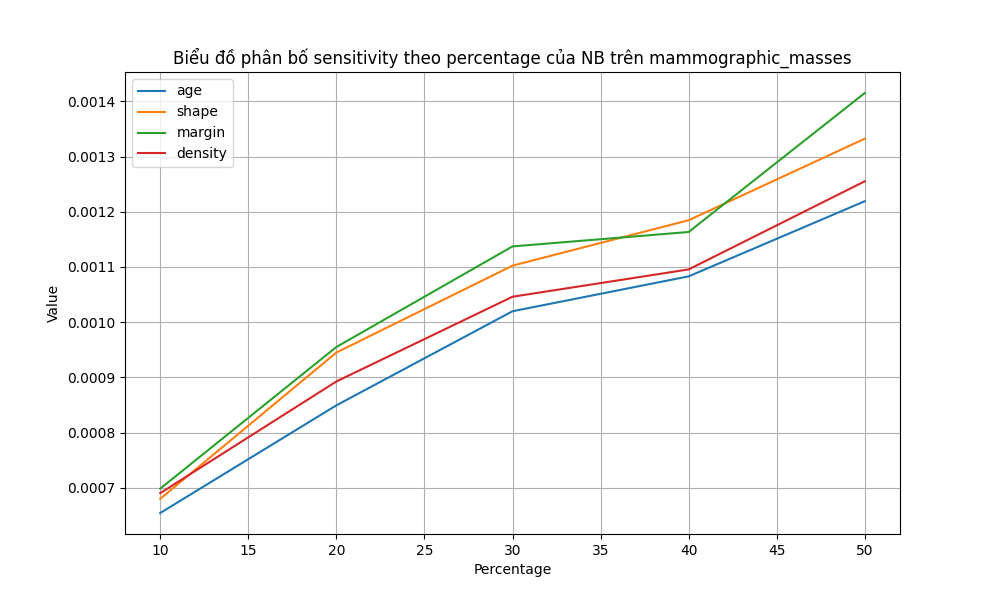 Biểu đồ phân bố sensitivity theo percentage của NB trên mammographic_masses
age
shape
margin
density
0.0014
0.0013
0.0012
0.0011
0.0010
0.0009
0.0008
0.0007
Value
10 15 20 25 30 35 40 45 50
Percentage